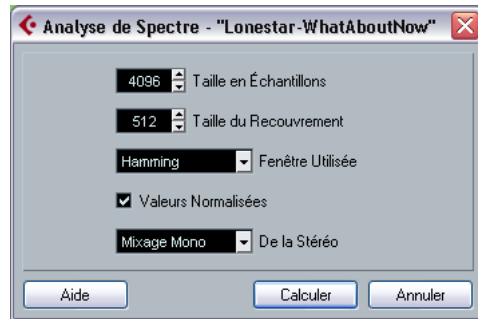 Analyse de Spectre - "Lonestar-WhatAboutNow"
4096 Taille en Échantillons
512 Taille du Recouvrement
Hamming Fenêtre Utilisée
Valeurs Normalisées
Mixage Mono De la Stéréo
Aide Calculer Annuler